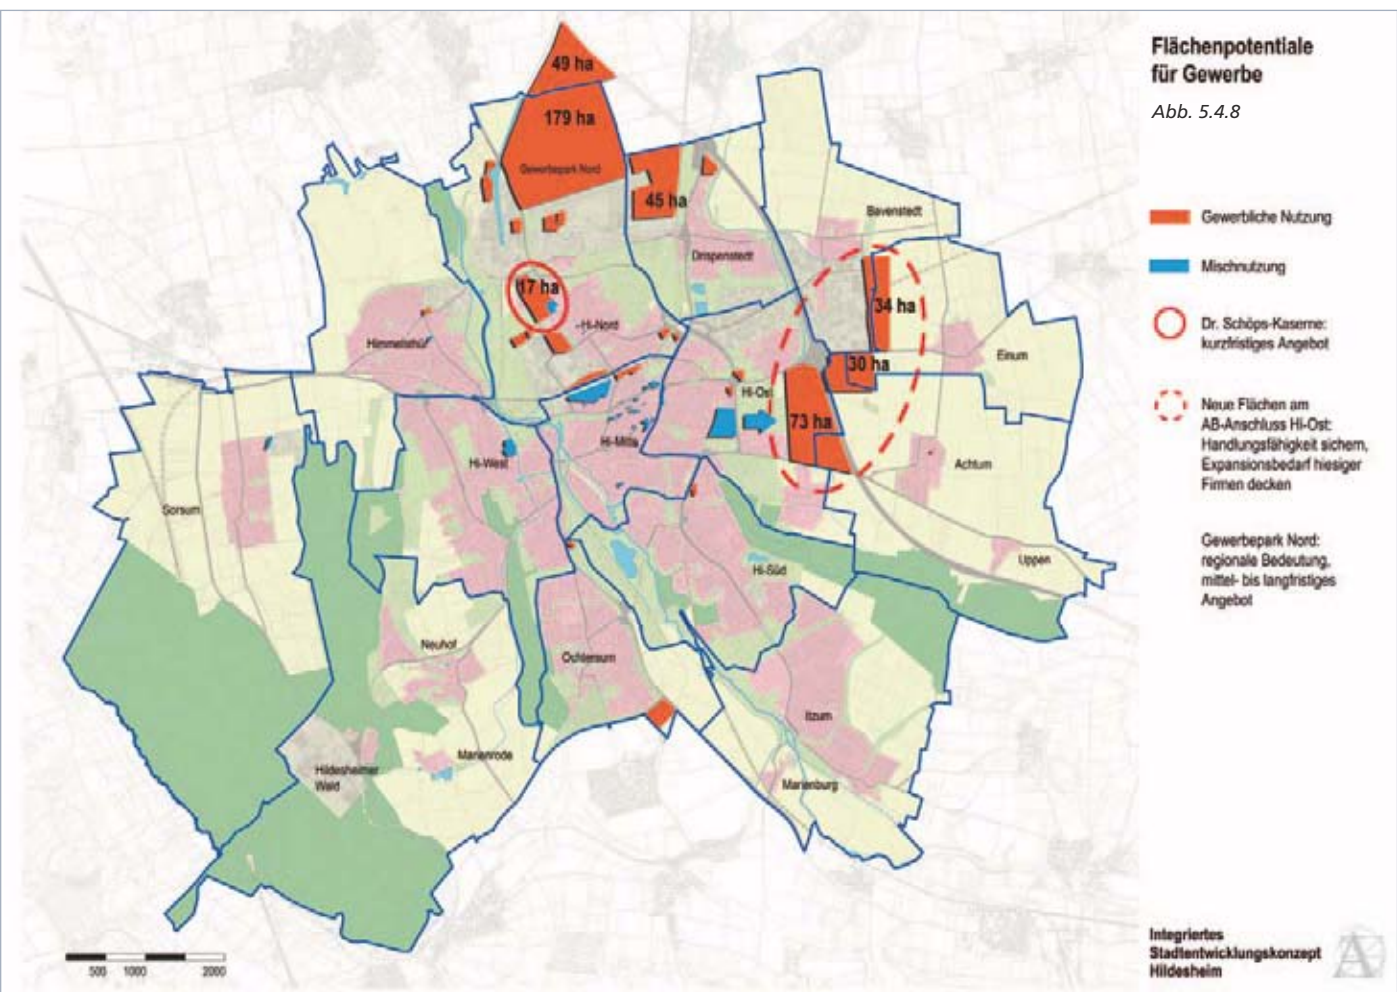 Flächenpotentiale
für Gewerbe
Abb. 5.4.8
49 ha
179 ha
Gewerbepark Nord
45 ha
Bavenstedt
Drispenstedt
17 ha
34 ha
Hi-Nord
Himmelsthür
Einum
30 ha
Hi-Ost
73 ha
Hi-Mitte
Hi-West
Achtum
Sorsum
Uppen
Hi-Süd
Neuhof
Ochtersum
Itzum
Marienrode
Hildesheimer
Wald
Marienburg
Gewerbliche Nutzung
Mischnutzung
Dr. Schöps-Kaserne:
kurzfristiges Angebot
Neue Flächen am
AB-Anschluss Hi-Ost:
Handlungsfähigkeit sichern,
Expansionsbedarf hiesiger
Firmen decken
Gewerbepark Nord:
regionale Bedeutung,
mittel- bis langfristiges
Angebot
500 1000 2000
Integriertes
Stadtentwicklungskonzept
Hildesheim
A